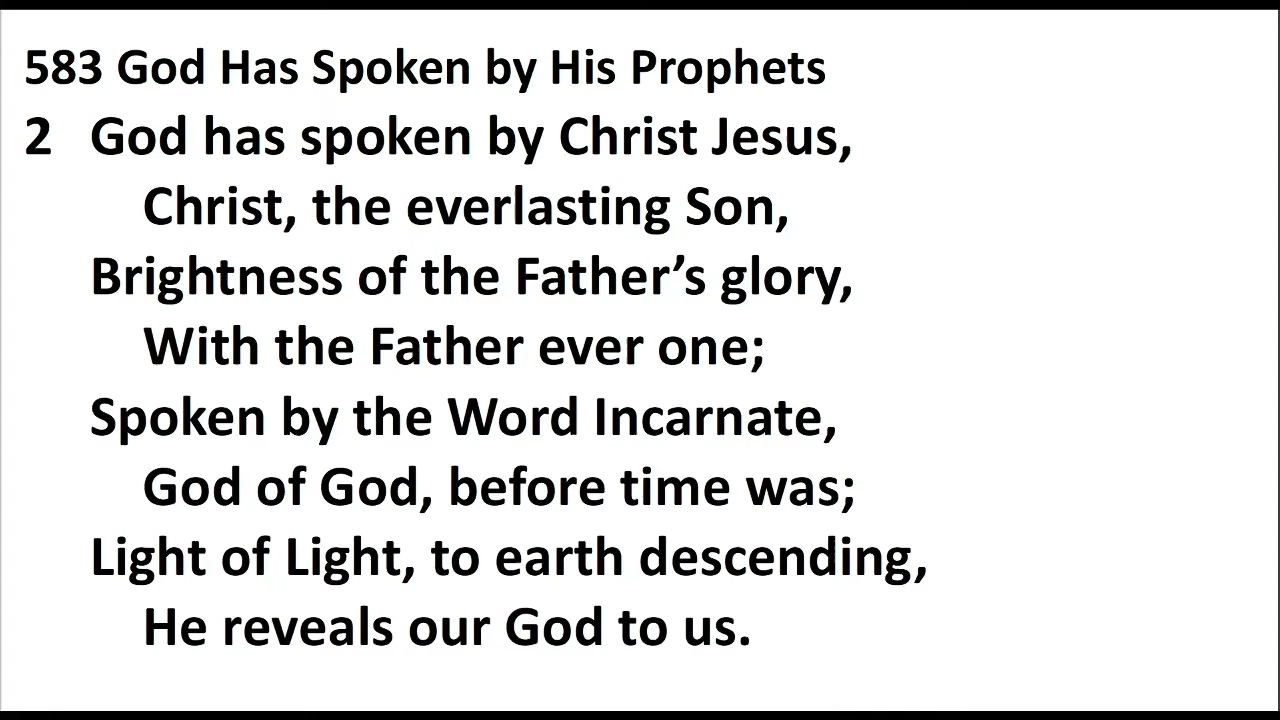 583 God Has Spoken by His Prophets
2 God has spoken by Christ Jesus,
Christ, the everlasting Son,
Brightness of the Father’s glory,
With the Father ever one;
Spoken by the Word Incarnate,
God of God, before time was;
Light of Light, to earth descending,
He reveals our God to us.